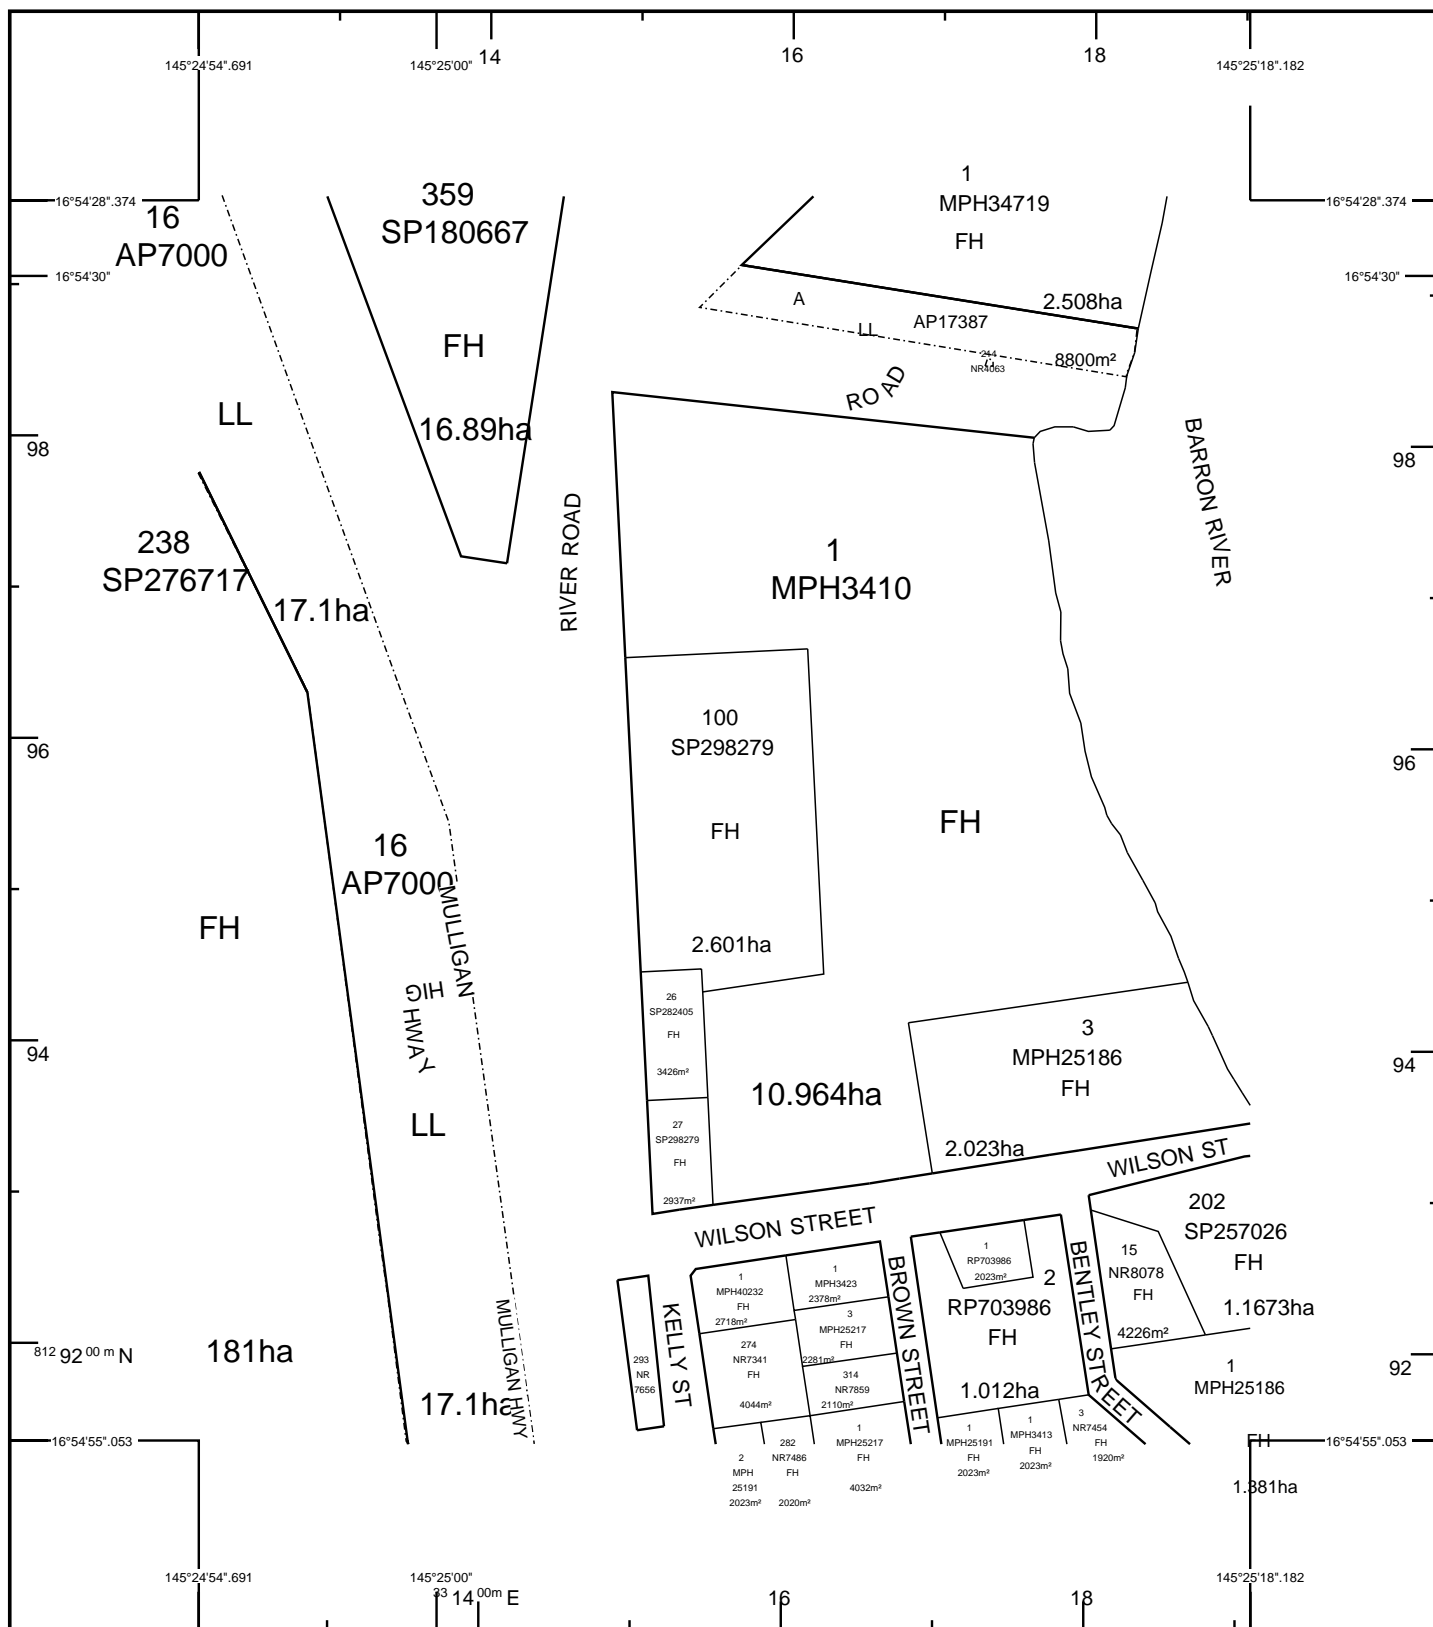 14
16
18
145°24'54".691
145°25'00"
145°25'18".182
16°54'28".374
16
AP7000
359
SP180667
1
MPH34719
FH
16°54'28".374
16°54'30"
16°54'30"
A
2.508ha
AP17387
LL
FH
8800m²
NR4063
ROAD
LL
16.89ha
98
98
BARRON RIVER
RIVER ROAD
238
SP276717
17.1ha
1
MPH3410
100
SP298279
96
96
FH
FH
16
AP7000
MULLIGAN
FH
2.601ha
HIG
HWAY
26
SP282405
FH
3426m²
3
MPH25186
FH
94
94
10.964ha
LL
27
SP298279
FH
2937m²
2.023ha
WILSON ST
WILSON STREET
202
SP257026
FH
1.1673ha
15
NR8078
FH
4226m²
1
RP703986
2023m²
2
RP703986
FH
1.012ha
BENTLEY STREET
BROWN STREET
KELLY ST
MULLIGAN HWY
1
MPH40232
FH
2718m²
1
MPH3423
2378m²
3
MPH25217
FH
2281m²
274
NR7341
FH
4044m²
314
NR7859
2110m²
293
NR
7656
812 92 00 m N
181ha
17.1ha
92
1
MPH25186
FH
1.381ha
16°54'55".053
16°54'55".053
2
MPH
25191
2023m²
282
NR7486
FH
2020m²
1
MPH25217
FH
4032m²
1
MPH25191
FH
2023m²
1
MPH3413
FH
2023m²
3
NR7454
FH
1920m²
145°24'54".691
145°25'00"
145°25'18".182
33 14 00m E
16
18